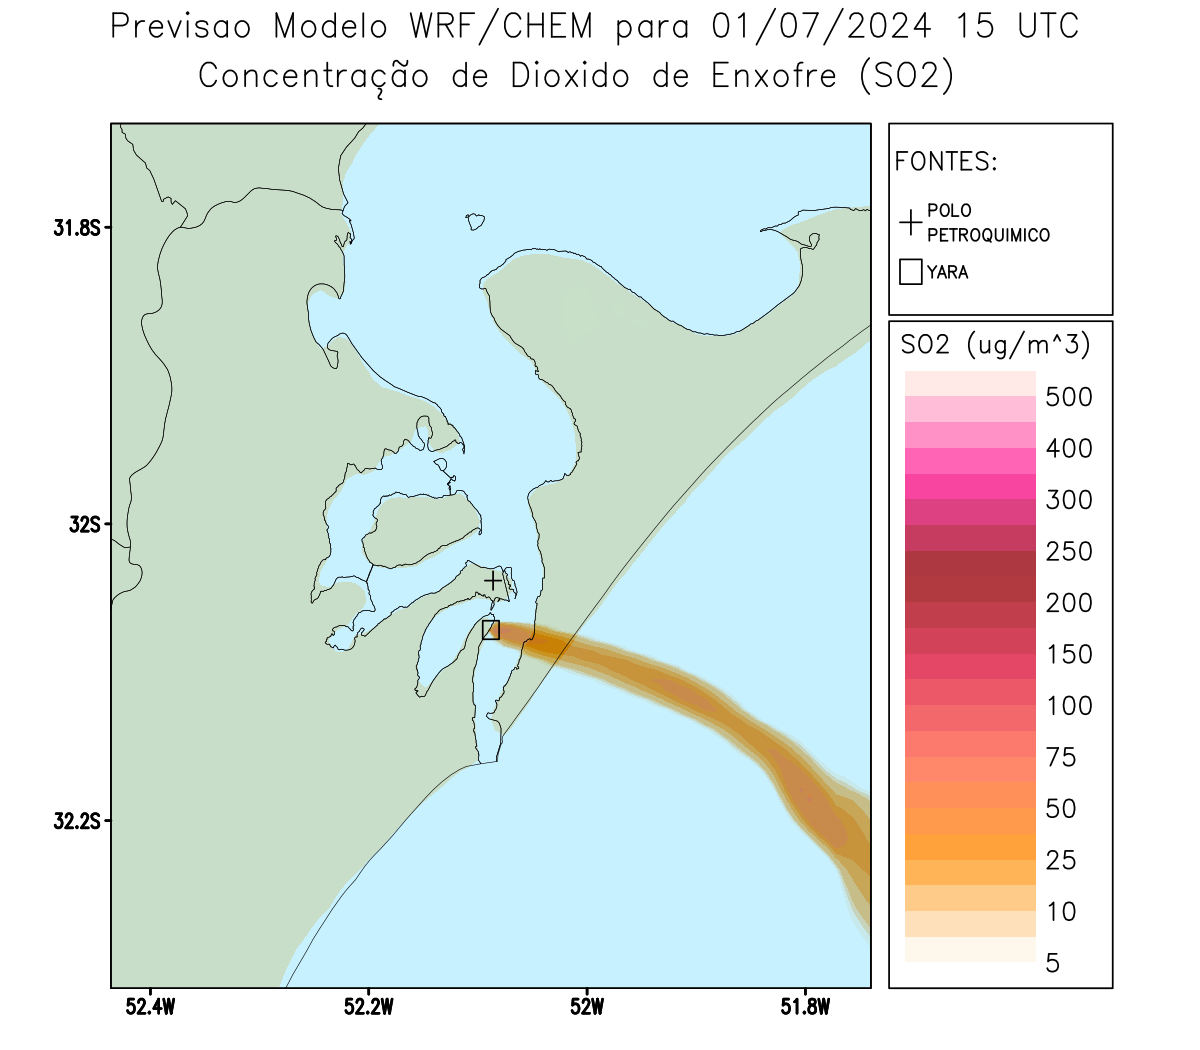 Previsao Modelo WRF/CHEM para 01/07/2024 15 UTC
Concentração de Dioxido de Enxofre (SO2)
31.8S
32S
32.2S
52.4W
52.2W
52W
51.8W
FONTES:
POLO
PETROQUIMICO
YARA
SO2 (ug/m^3)
500
400
300
250
200
150
100
75
50
25
10
5